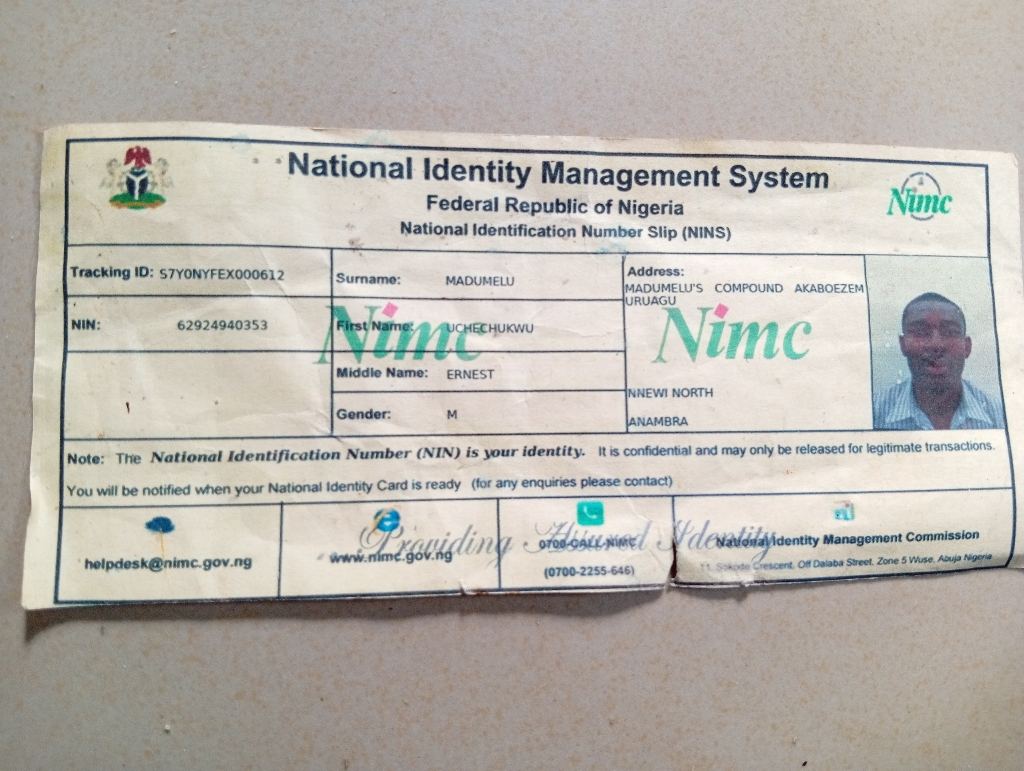 National Identity Management System
Federal Republic of Nigeria
National Identification Number Slip (NINS)
Nimc
Tracking ID: S7Y0NYFEX000612
Surname: MADUMELU
Address:
MADUMELU'S COMPOUND AKABOEZEM
URUAGU
NIN: 62924940353
First Name: UCHECHUKWU
Nimc
Nimc
Middle Name: ERNEST
NNEWI NORTH
Gender: M
ANAMBRA
Note: The National Identification Number (NIN) is your identity. It is confidential and may only be released for legitimate transactions.
You will be notified when your National Identity Card is ready (for any enquiries please contact)
Providing Assured Identity
helpdesk@nimc.gov.ng
www.nimc.gov.ng
0700-CALL-NIMC
(0700-2255-646)
National Identity Management Commission
11, Sokode Crescent, Off Dalaba Street, Zone 5 Wuse, Abuja Nigeria